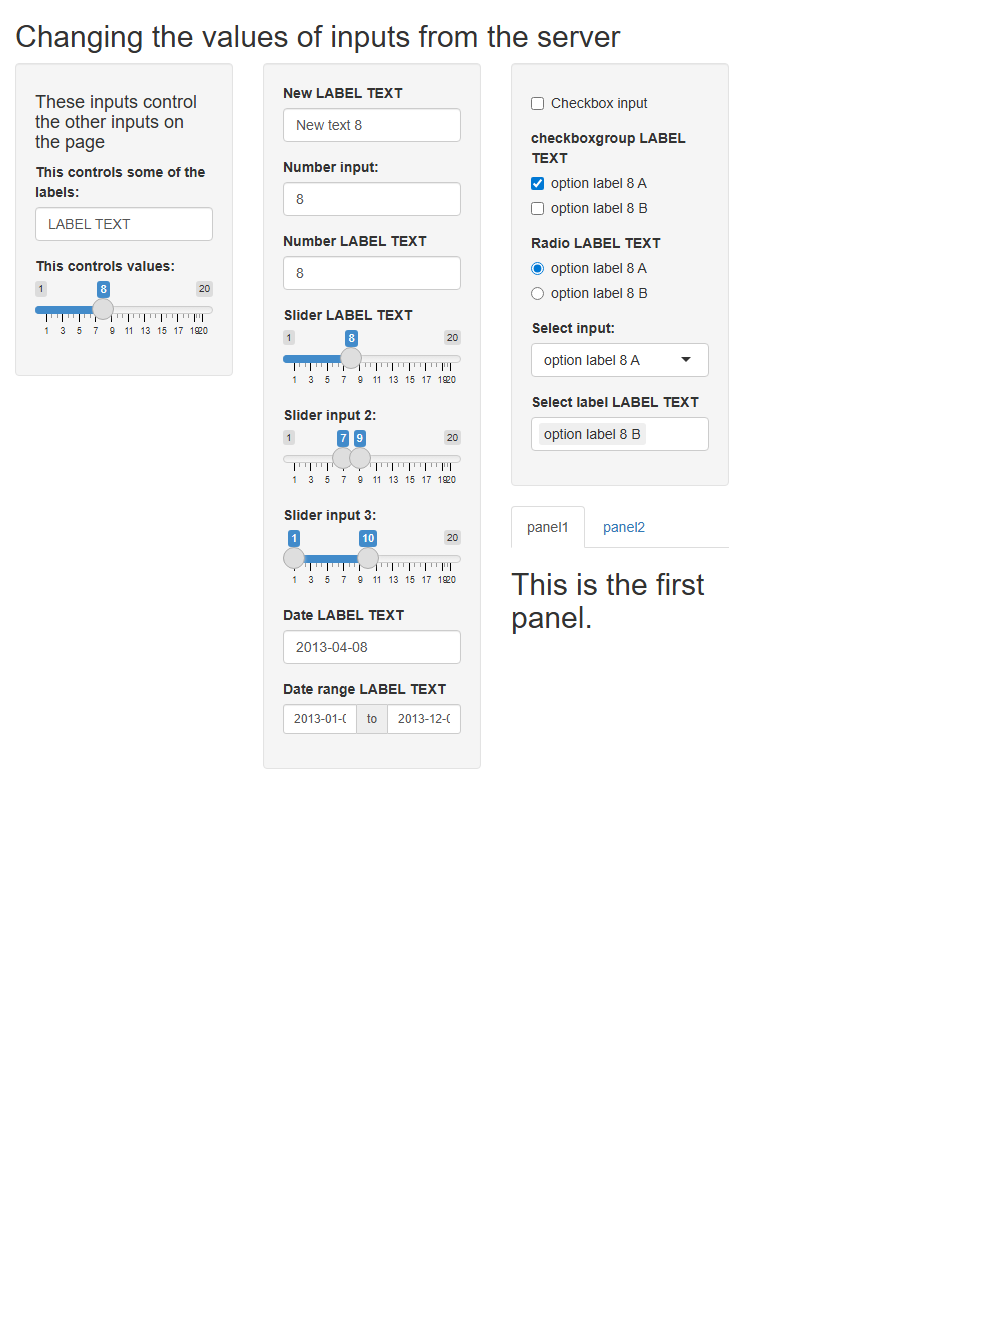 Changing the values of inputs from the server
These inputs control
the other inputs on
the page
This controls some of the
labels:
LABEL TEXT
This controls values:
1 8 20
1 3 5 7 9 11 13 15 17 19 20
New LABEL TEXT
New text 8
Number input:
8
Number LABEL TEXT
8
Slider LABEL TEXT
1 8 20
1 3 5 7 9 11 13 15 17 19 20
Slider input 2:
1 7 9 20
1 3 5 7 9 11 13 15 17 19 20
Slider input 3:
1 10 20
1 3 5 7 9 11 13 15 17 19 20
Date LABEL TEXT
2013-04-08
Date range LABEL TEXT
2013-01- to 2013-12-
Checkbox input
checkboxgroup LABEL
TEXT
option label 8 A
option label 8 B
Radio LABEL TEXT
option label 8 A
option label 8 B
Select input:
option label 8 A
Select label LABEL TEXT
option label 8 B
panel1 panel2
This is the first
panel.